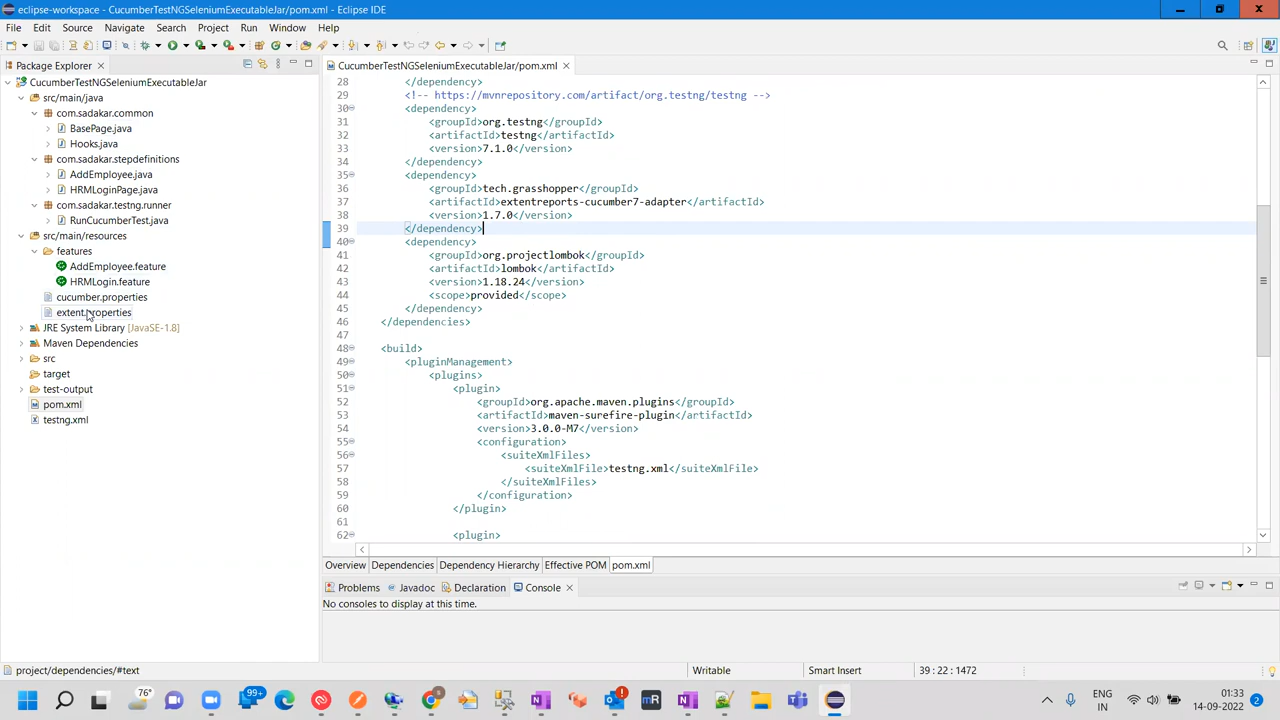 eclipse-workspace - CucumberTestNGSeleniumExecutableJar/pom.xml - Eclipse IDE
File Edit Source Navigate Search Project Run Window Help
Package Explorer
CucumberTestNGSeleniumExecutableJar
src/main/java
com.sadakar.common
BasePage.java
Hooks.java
com.sadakar.stepdefinitions
AddEmployee.java
HRMLoginPage.java
com.sadakar.testng.runner
RunCucumberTest.java
src/main/resources
features
AddEmployee.feature
HRMLogin.feature
cucumber.properties
extent.properties
JRE System Library [JavaSE-1.8]
Maven Dependencies
src
target
test-output
pom.xml
testng.xml
CucumberTestNGSeleniumExecutableJar/pom.xml
28 </dependency>
29 <!-- https://mvnrepository.com/artifact/org.testng/testng -->
30 <dependency>
31 <groupId>org.testng</groupId>
32 <artifactId>testng</artifactId>
33 <version>7.1.0</version>
34 </dependency>
35 <dependency>
36 <groupId>tech.grasshopper</groupId>
37 <artifactId>extentreports-cucumber7-adapter</artifactId>
38 <version>1.7.0</version>
39 </dependency>
40 <dependency>
41 <groupId>org.projectlombok</groupId>
42 <artifactId>lombok</artifactId>
43 <version>1.18.24</version>
44 <scope>provided</scope>
45 </dependency>
46 </dependencies>
47
48 <build>
49 <pluginManagement>
50 <plugins>
51 <plugin>
52 <groupId>org.apache.maven.plugins</groupId>
53 <artifactId>maven-surefire-plugin</artifactId>
54 <version>3.0.0-M7</version>
55 <configuration>
56 <suiteXmlFiles>
57 <suiteXmlFile>testng.xml</suiteXmlFile>
58 </suiteXmlFiles>
59 </configuration>
60 </plugin>
61
62 <plugin>
Overview Dependencies Dependency Hierarchy Effective POM pom.xml
Problems Javadoc Declaration Console
No consoles to display at this time.
project/dependencies/#text Writable Smart Insert 39 : 22 : 1472
76° 99+ mR ENG IN 01:33 14-09-2022 2